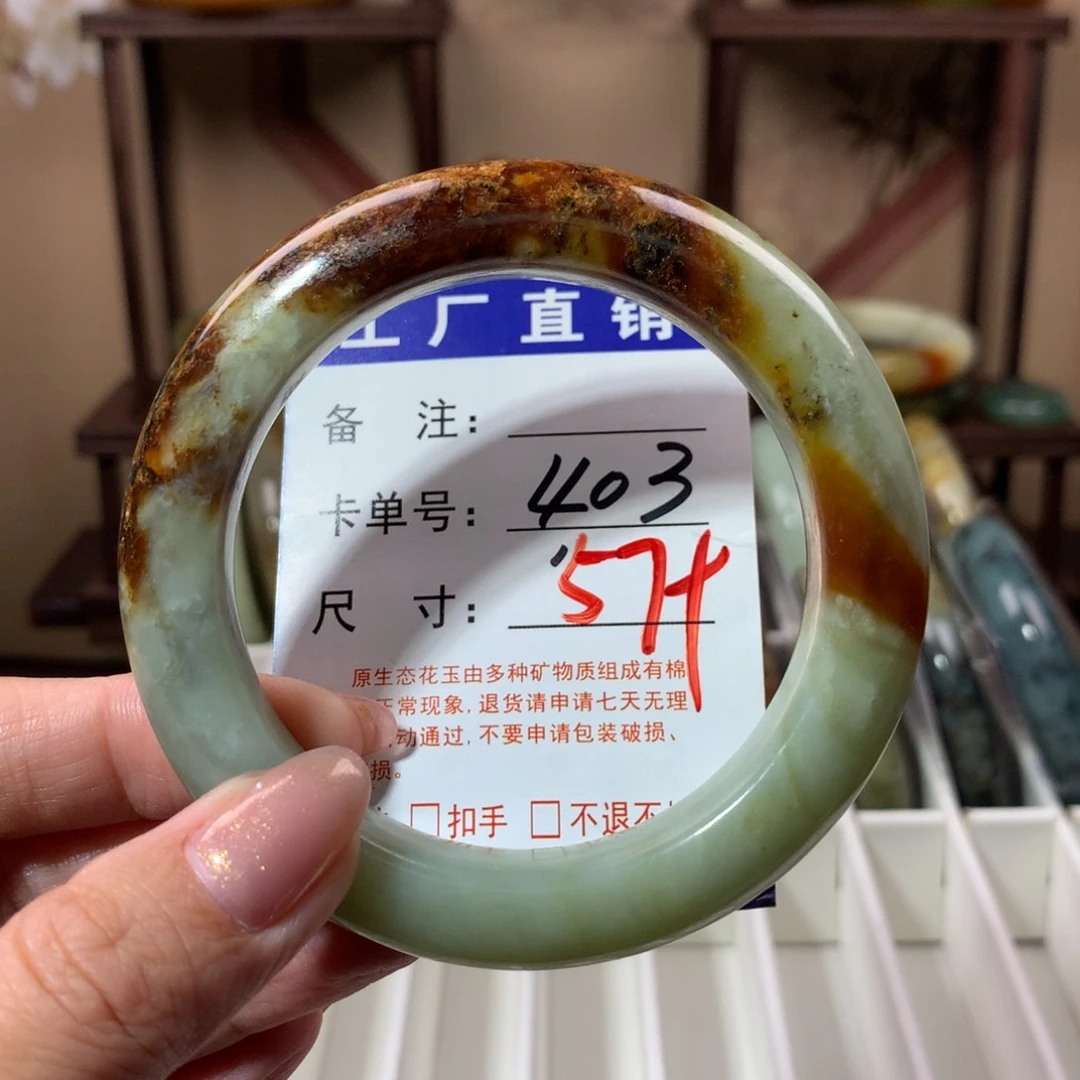 工厂直销
备 注：
卡单号：403
尺 寸：57
原生态花玉由多种矿物质组成有棉
正常现象，退货请申请七天无理
动通过，不要申请包装破损、
损。
□扣手 □不退不